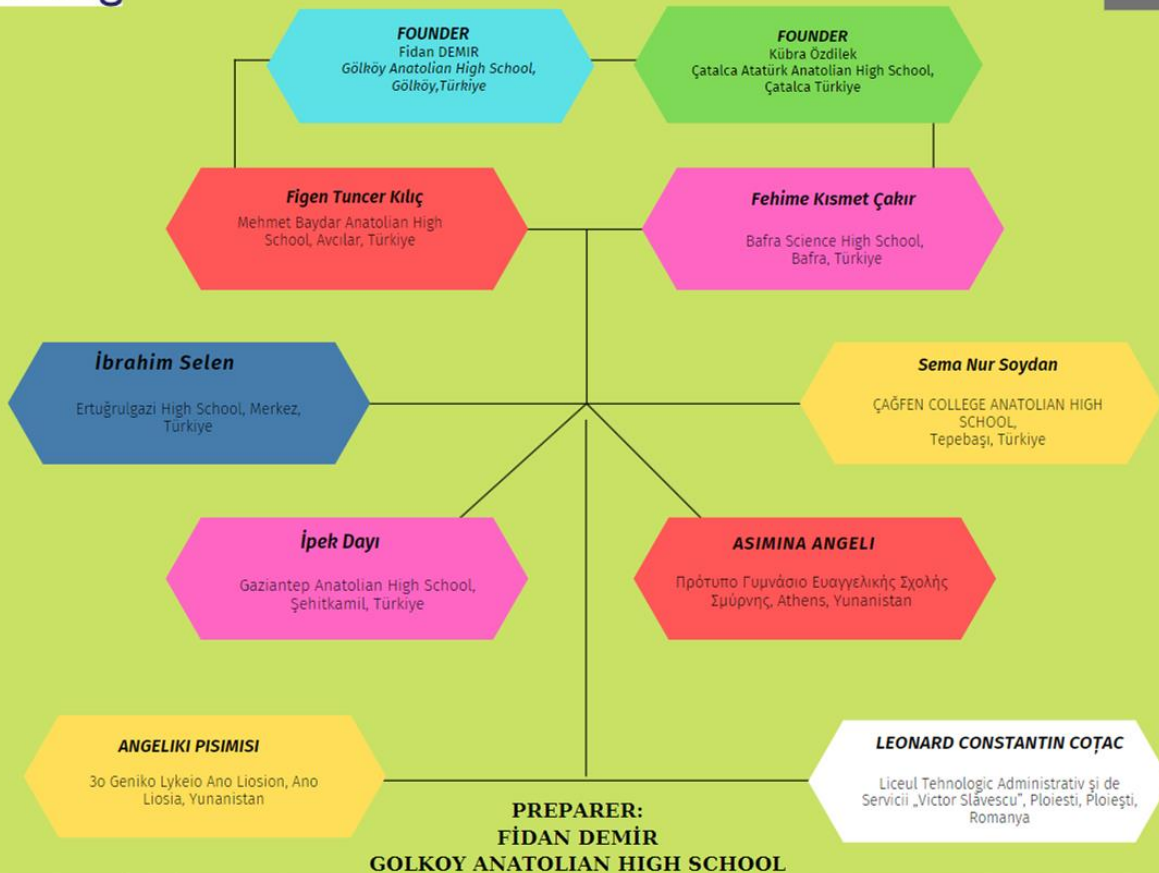 FOUNDER
Fidan DEMIR
Gölköy Anatolian High School,
Gölköy,Türkiye
FOUNDER
Kübra Özdilek
Çatalca Atatürk Anatolian High School,
Çatalca Türkiye
Figen Tuncer Kılıç
Mehmet Baydar Anatolian High
School, Avcılar, Türkiye
Fehime Kısmet Çakır
Bafra Science High School,
Bafra, Türkiye
İbrahim Selen
Ertuğrulgazi High School, Merkez,
Türkiye
Sema Nur Soydan
ÇAĞFEN COLLEGE ANATOLIAN HIGH
SCHOOL,
Tepebaşı, Türkiye
İpek Dayı
Gaziantep Anatolian High School,
Şehitkamil, Türkiye
ASIMINA ANGELI
Πρότυπο Γυμνάσιο Ευαγγελικής Σχολής
Σμύρνης, Athens, Yunanistan
ANGELIKI PISIMISI
3o Geniko Lykeio Ano Liosion, Ano
Liosia, Yunanistan
LEONARD CONSTANTIN COȚAC
Liceul Tehnologic Administrativ şi de
Servicii „Victor Slăvescu”, Ploiesti, Ploieşti,
Romanya
PREPARER:
FİDAN DEMİR
GOLKOY ANATOLIAN HIGH SCHOOL